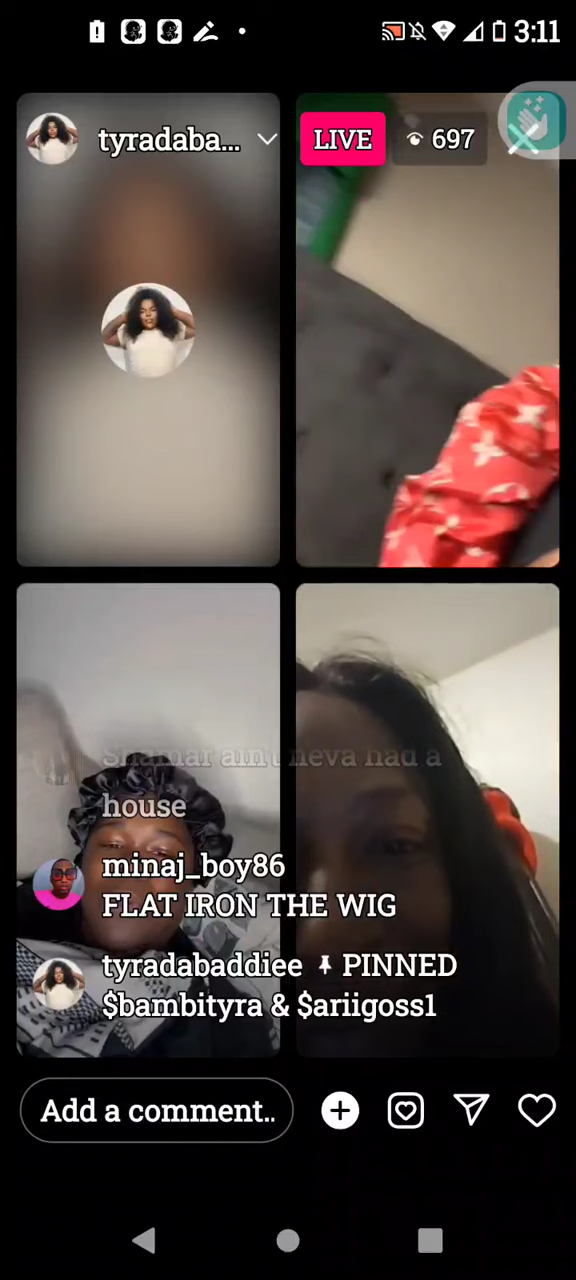 3:11
tyradaba...
LIVE
697
Shamar ain't neva had a
house
minaj_boy86
FLAT IRON THE WIG
tyradabaddiee PINNED
$bambityra & $ariigoss1
Add a comment..